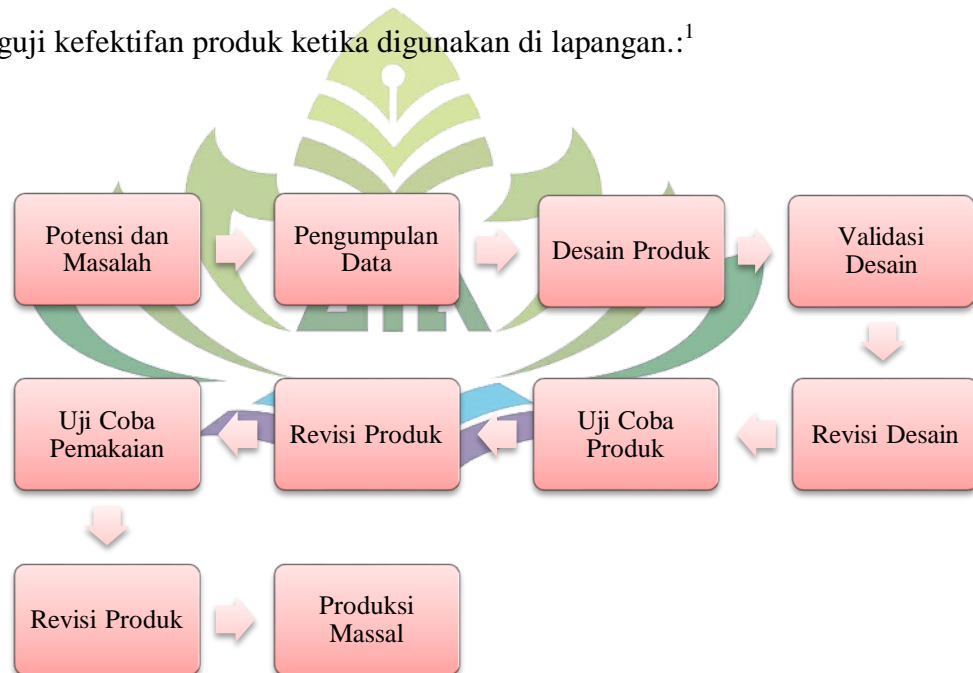 guji kefektifan produk ketika digunakan di lapangan.:1
Potensi dan
Masalah
Pengumpulan
Data
Desain Produk
Validasi
Desain
Revisi Desain
Uji Coba
Produk
Revisi Produk
Uji Coba
Pemakaian
Revisi Produk
Produksi
Massal